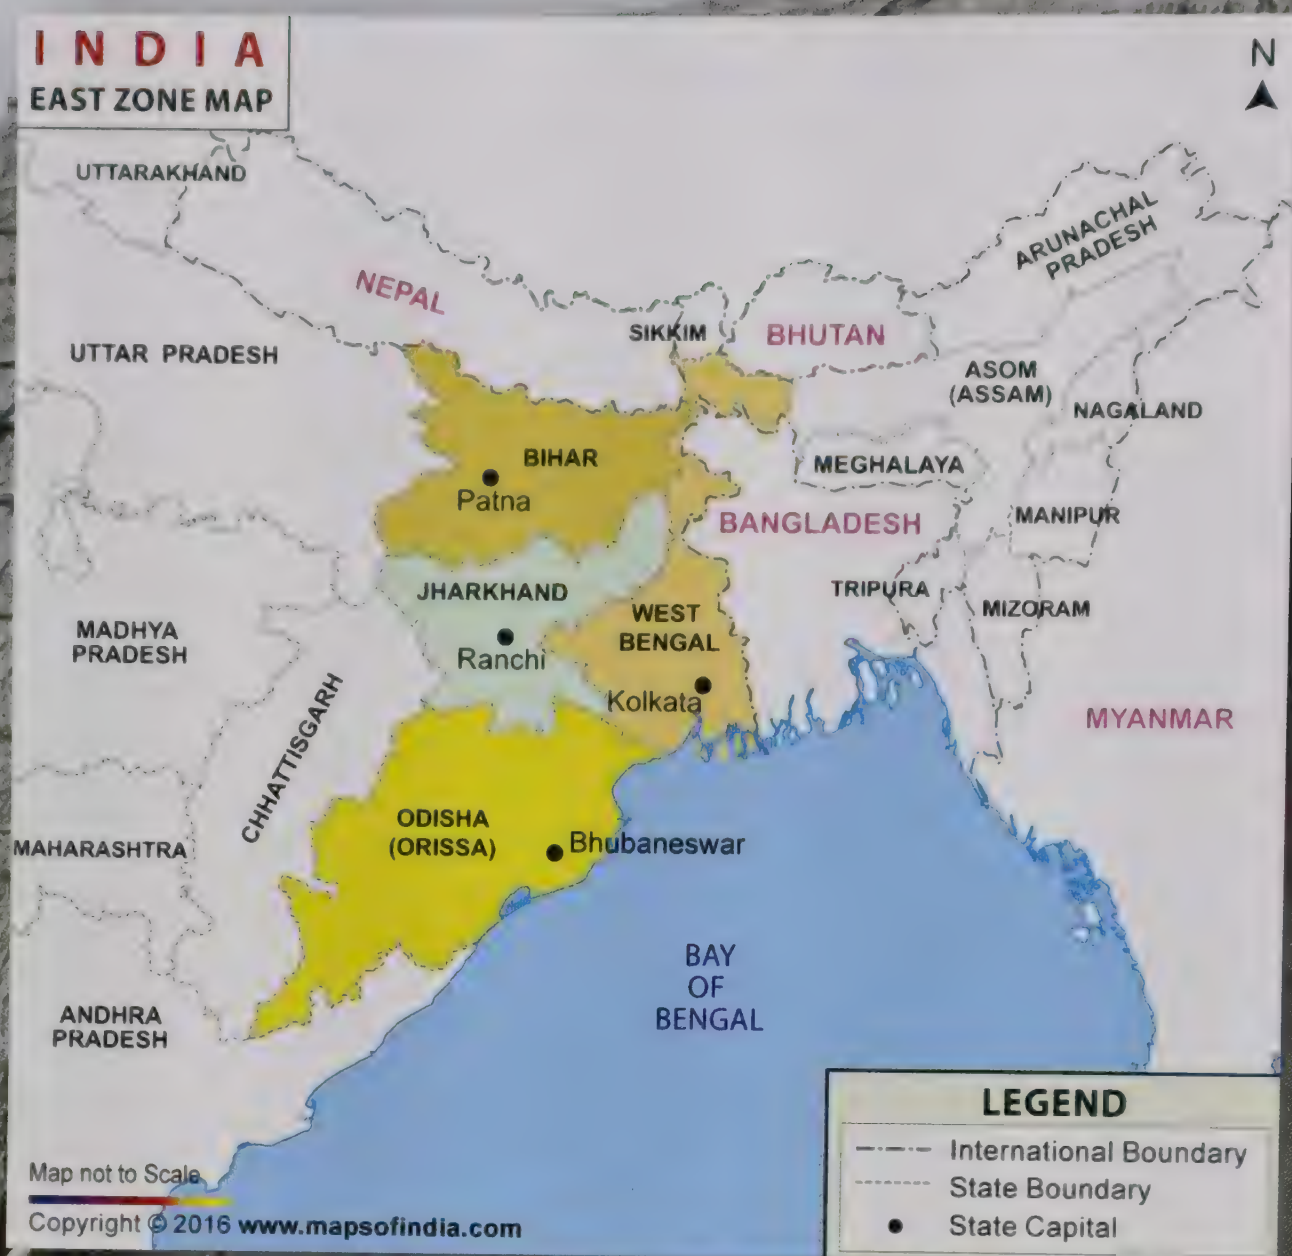 INDIA
EAST ZONE MAP
N
UTTARAKHAND
ARUNACHAL
PRADESH
NEPAL
SIKKIM
BHUTAN
UTTAR PRADESH
ASOM
(ASSAM)
NAGALAND
BIHAR
MEGHALAYA
Patna
BANGLADESH
MANIPUR
JHARKHAND
TRIPURA
MIZORAM
WEST
BENGAL
MADHYA
PRADESH
Ranchi
Kolkata
CHHATTISGARH
MYANMAR
ODISHA
(ORISSA)
Bhubaneswar
MAHARASHTRA
BAY
OF
BENGAL
ANDHRA
PRADESH
LEGEND
International Boundary
State Boundary
State Capital
Map not to Scale
Copyright © 2016 www.mapsofindia.com